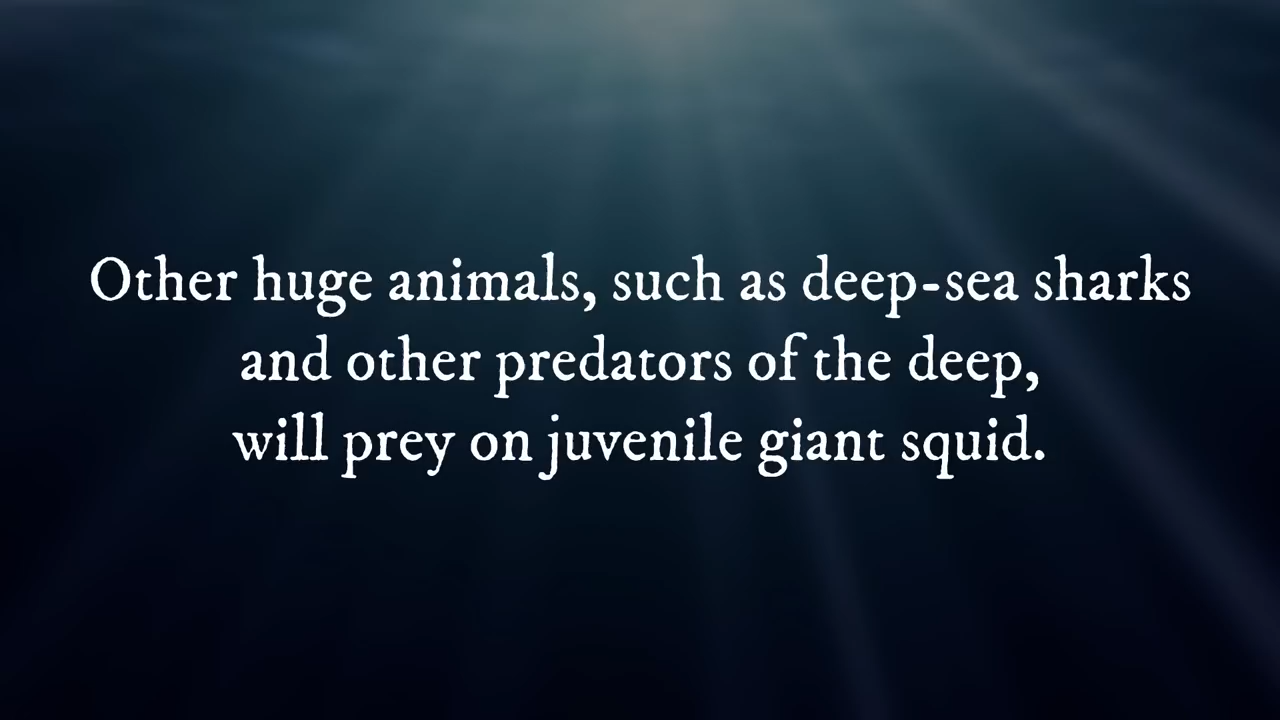 Other huge animals, such as deep-sea sharks
and other predators of the deep,
will prey on juvenile giant squid.